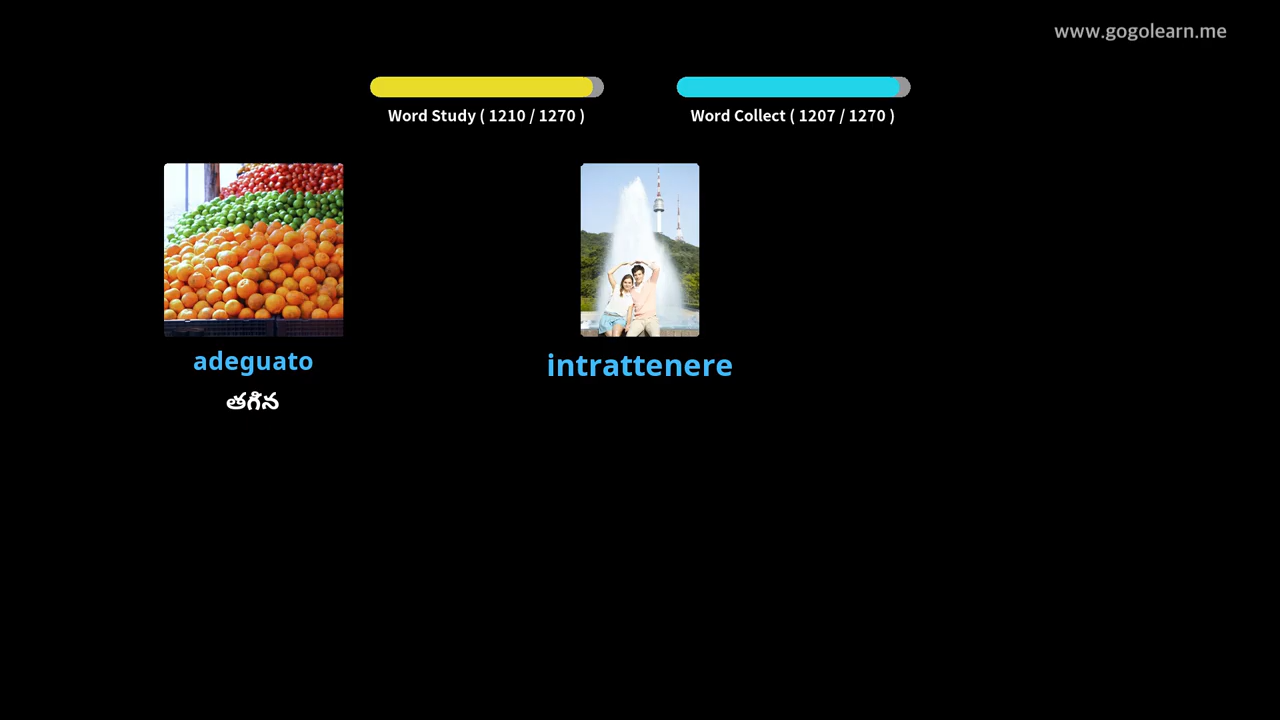 www.gogolearn.me
Word Study ( 1210 / 1270 )
Word Collect ( 1207 / 1270 )
adeguato
తగిన
intrattenere